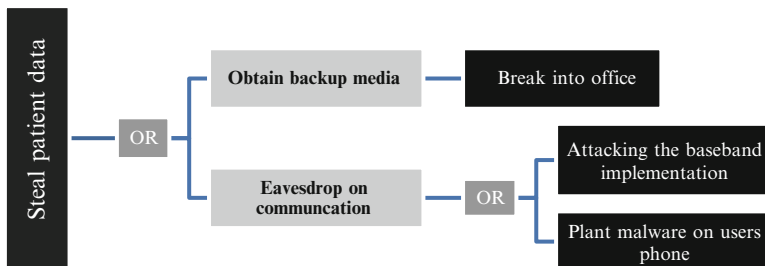 Steal patient data
OR
Obtain backup media
Break into office
Eavesdrop on
communcation
OR
Attacking the baseband
implementation
Plant malware on users
phone